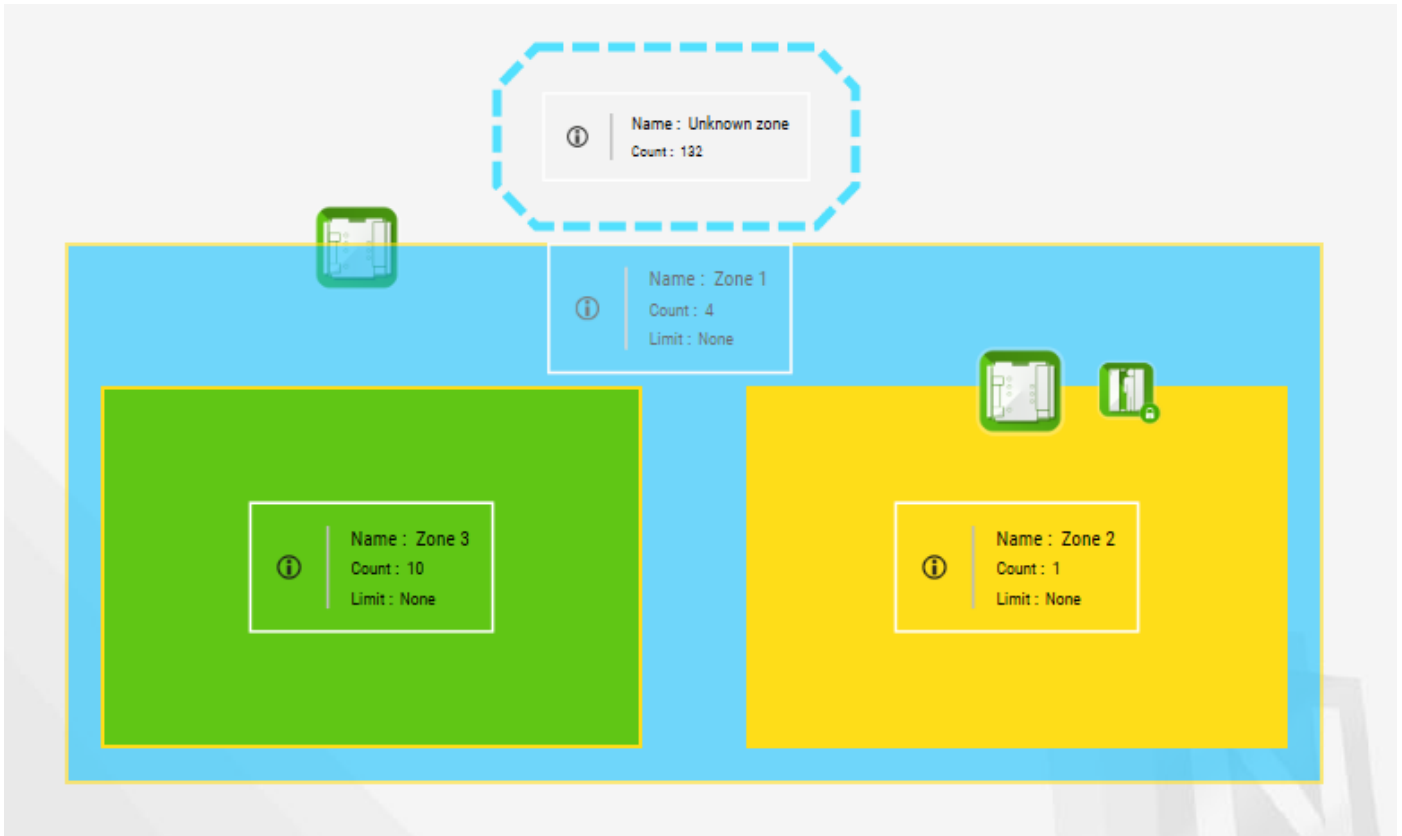 Name : Unknown zone
Count : 132
Name : Zone 1
Count : 4
Limit : None
Name : Zone 3
Count : 10
Limit : None
Name : Zone 2
Count : 1
Limit : None